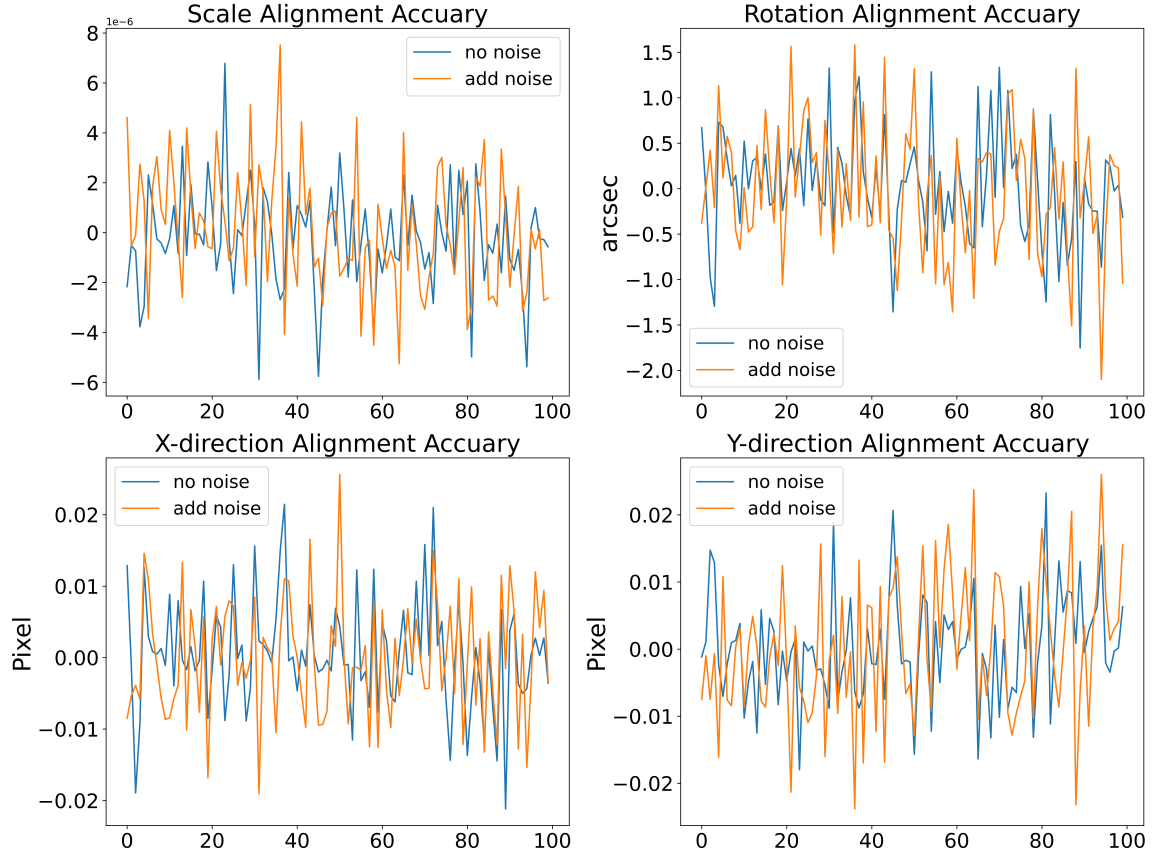 Scale Alignment Accuary
1e−6
8
6
4
2
0
−2
−4
−6
0 20 40 60 80 100
no noise
add noise
Rotation Alignment Accuary
arcsec
1.5
1.0
0.5
0.0
−0.5
−1.0
−1.5
−2.0
0 20 40 60 80 100
no noise
add noise
X-direction Alignment Accuary
Pixel
0.02
0.01
0.00
−0.01
−0.02
0 20 40 60 80 100
no noise
add noise
Y-direction Alignment Accuary
Pixel
0.02
0.01
0.00
−0.01
−0.02
0 20 40 60 80 100
no noise
add noise